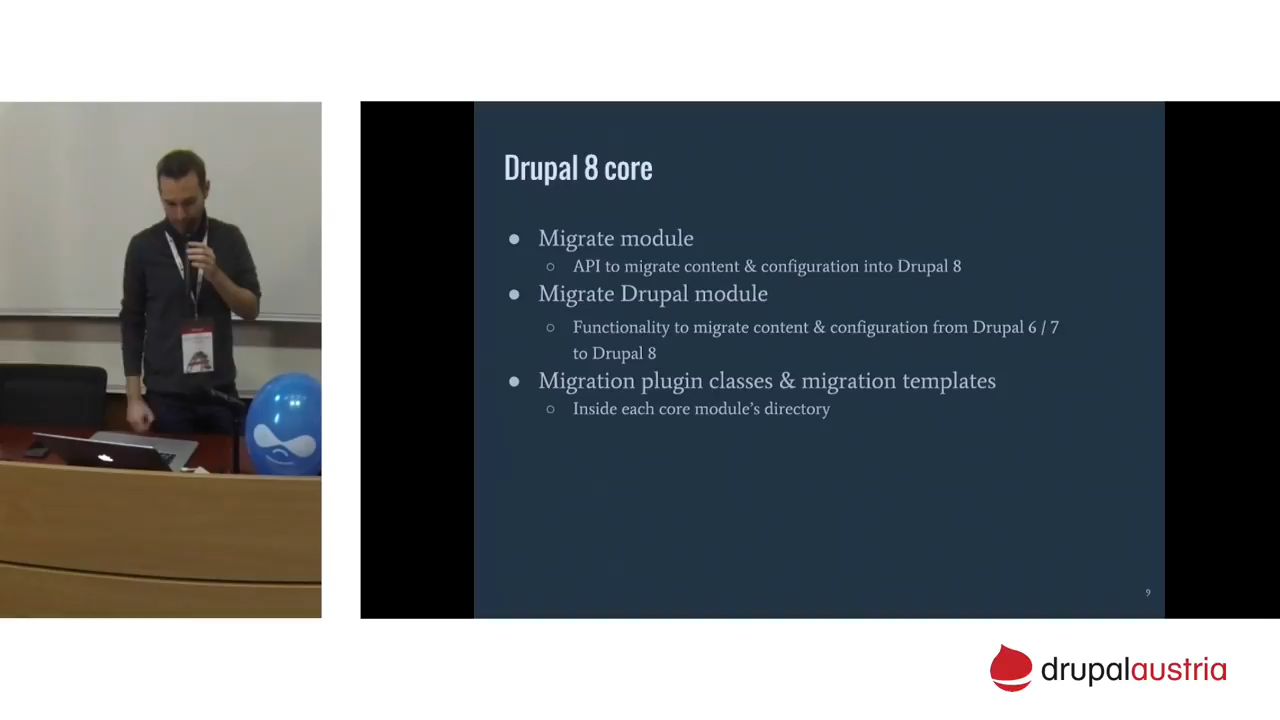 Drupal 8 core
● Migrate module
○ API to migrate content & configuration into Drupal 8
● Migrate Drupal module
○ Functionality to migrate content & configuration from Drupal 6 / 7
to Drupal 8
● Migration plugin classes & migration templates
○ Inside each core module's directory
9
drupalaustria